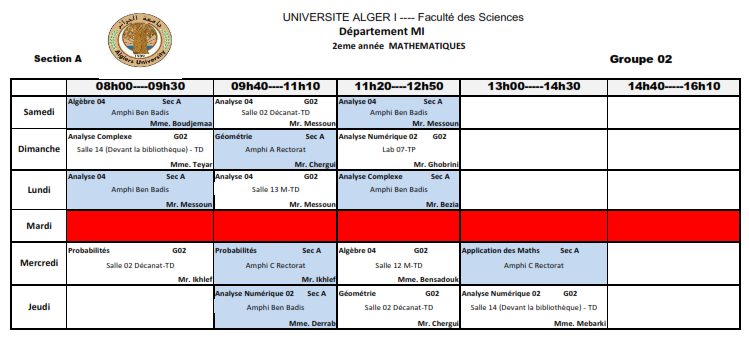 UNIVERSITE ALGER I ---- Faculté des Sciences
Département MI
2eme année MATHEMATIQUES
Algiers University
Section A
Groupe 02
08h00----09h30 09h40----11h10 11h20----12h50 13h00-----14h30 14h40-----16h10
Samedi
Algèbre 04 Sec A
Amphi Ben Badis
Mme. Boudjemaa
Analyse 04 G02
Salle 02 Décanat-TD
Mr. Messoun
Analyse 04 Sec A
Amphi Ben Badis
Mr. Messoun
Dimanche
Analyse Complexe G02
Salle 14 (Devant la bibliothèque) - TD
Mme. Teyar
Géométrie Sec A
Amphi A Rectorat
Mr. Chergui
Analyse Numérique 02 G02
Lab 07-TP
Mr. Ghobrini
Lundi
Analyse 04 Sec A
Amphi Ben Badis
Mr. Messoun
Analyse 04 G02
Salle 13 M-TD
Mr. Messoun
Analyse Complexe Sec A
Amphi Ben Badis
Mr. Bezia
Mardi
Mercredi
Probabilités G02
Salle 02 Décanat-TD
Mr. Ikhlef
Probabilités Sec A
Amphi C Rectorat
Mr. Ikhlef
Algèbre 04 G02
Salle 12 M-TD
Mme. Bensadouk
Application des Maths Sec A
Amphi C Rectorat
Jeudi
Analyse Numérique 02 Sec A
Amphi Ben Badis
Mme. Derrab
Géométrie G02
Salle 02 Décanat-TD
Mr. Chergui
Analyse Numérique 02 G02
Salle 14 (Devant la bibliothèque) - TD
Mme. Mebarki